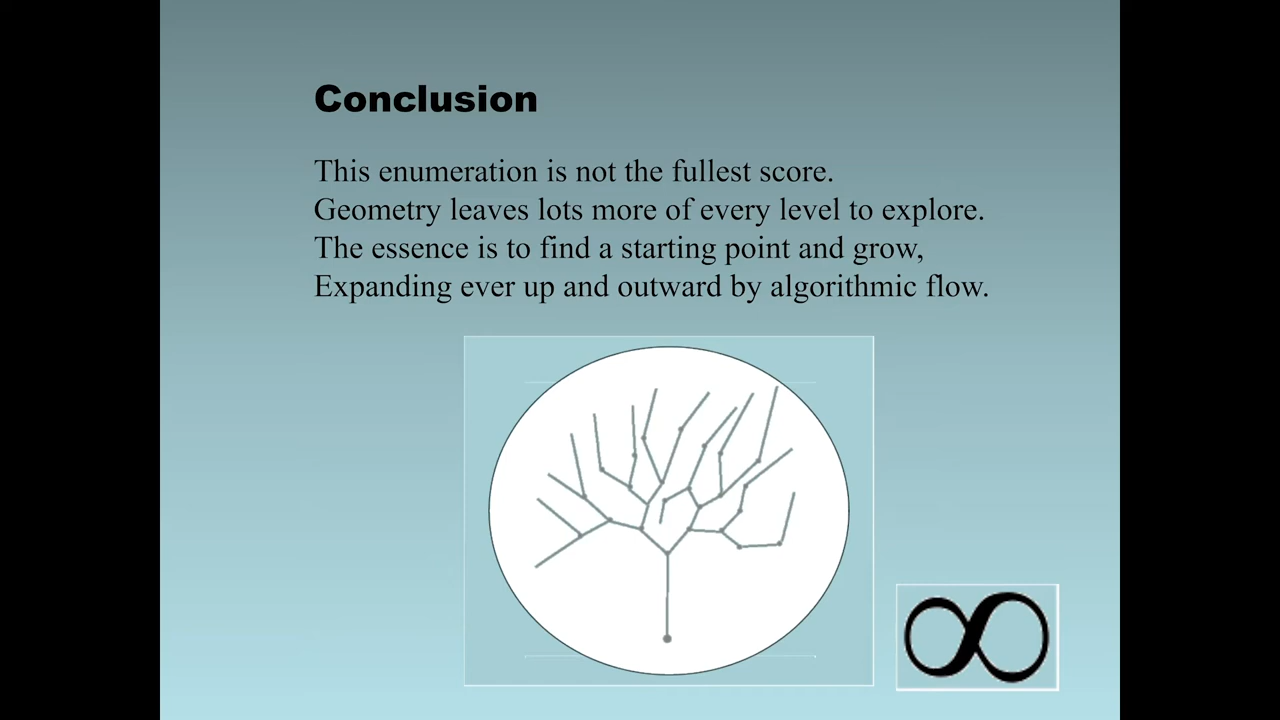 Conclusion
This enumeration is not the fullest score.
Geometry leaves lots more of every level to explore.
The essence is to find a starting point and grow,
Expanding ever up and outward by algorithmic flow.
∞